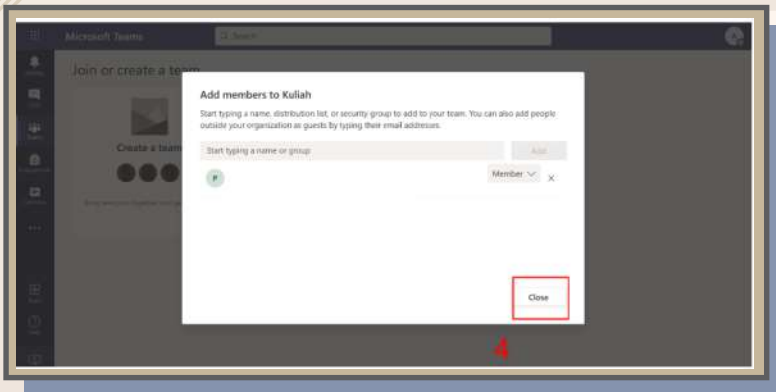 Microsoft Teams
Search
Join or create a team
Create a team
Add members to Kuliah
Start typing a name, distribution list, or security group to add to your team. You can also add people
outside your organization as guests by typing their email addresses.
Start typing a name or group
Add
P
Member
Close
4